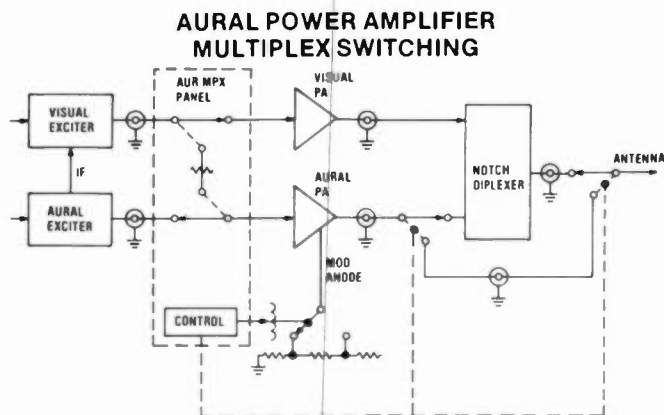 AURAL POWER AMPLIFIER
MULTIPLEX SWITCHING
AUR MPX
PANEL
VISUAL
PA
VISUAL
EXCITER
IF
AURAL
EXCITER
AURAL
PA
NOTCH
DIPLEXER
ANTENNA
MOD
ANODE
CONTROL